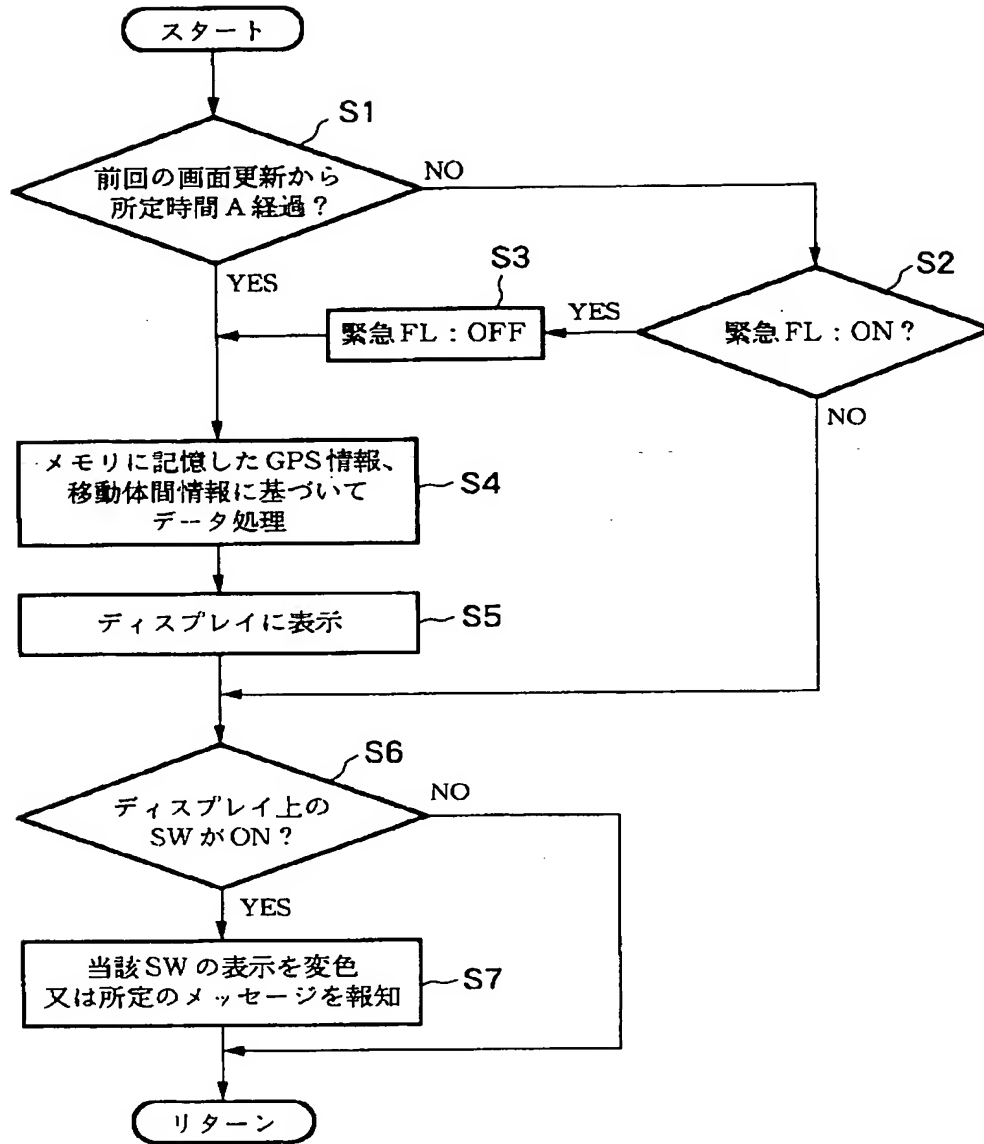 スタート
S1
前回の画面更新から
所定時間A経過?
NO
YES
S2
緊急FL:ON?
YES
NO
S3
緊急FL:OFF
メモリに記憶したGPS情報、
移動体間情報に基づいて
データ処理
S4
ディスプレイに表示
S5
S6
ディスプレイ上の
SWがON?
NO
YES
当該SWの表示を変色
又は所定のメッセージを報知
S7
リターン